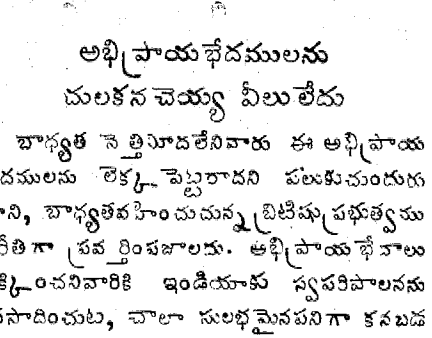 అభిప్రాయభేదములను
చులకన చెయ్య వీలులేదు
బాధ్యత నెత్తిమీదలేనివారు ఈ అభిప్రాయ
దములను లెక్క పెట్టరాదని పలుకుచుందురు
ని, బాధ్యతవహించుచున్న బ్రిటిషు ప్రభుత్వము
రీతిగా ప్రవర్తింపజాలదు. అభిప్రాయభేదాలు
క్కించనివారికి ఇండియాకు స్వపరిపాలనను
సాదించుట, చాలా సులభమైనపనిగా కనబడ